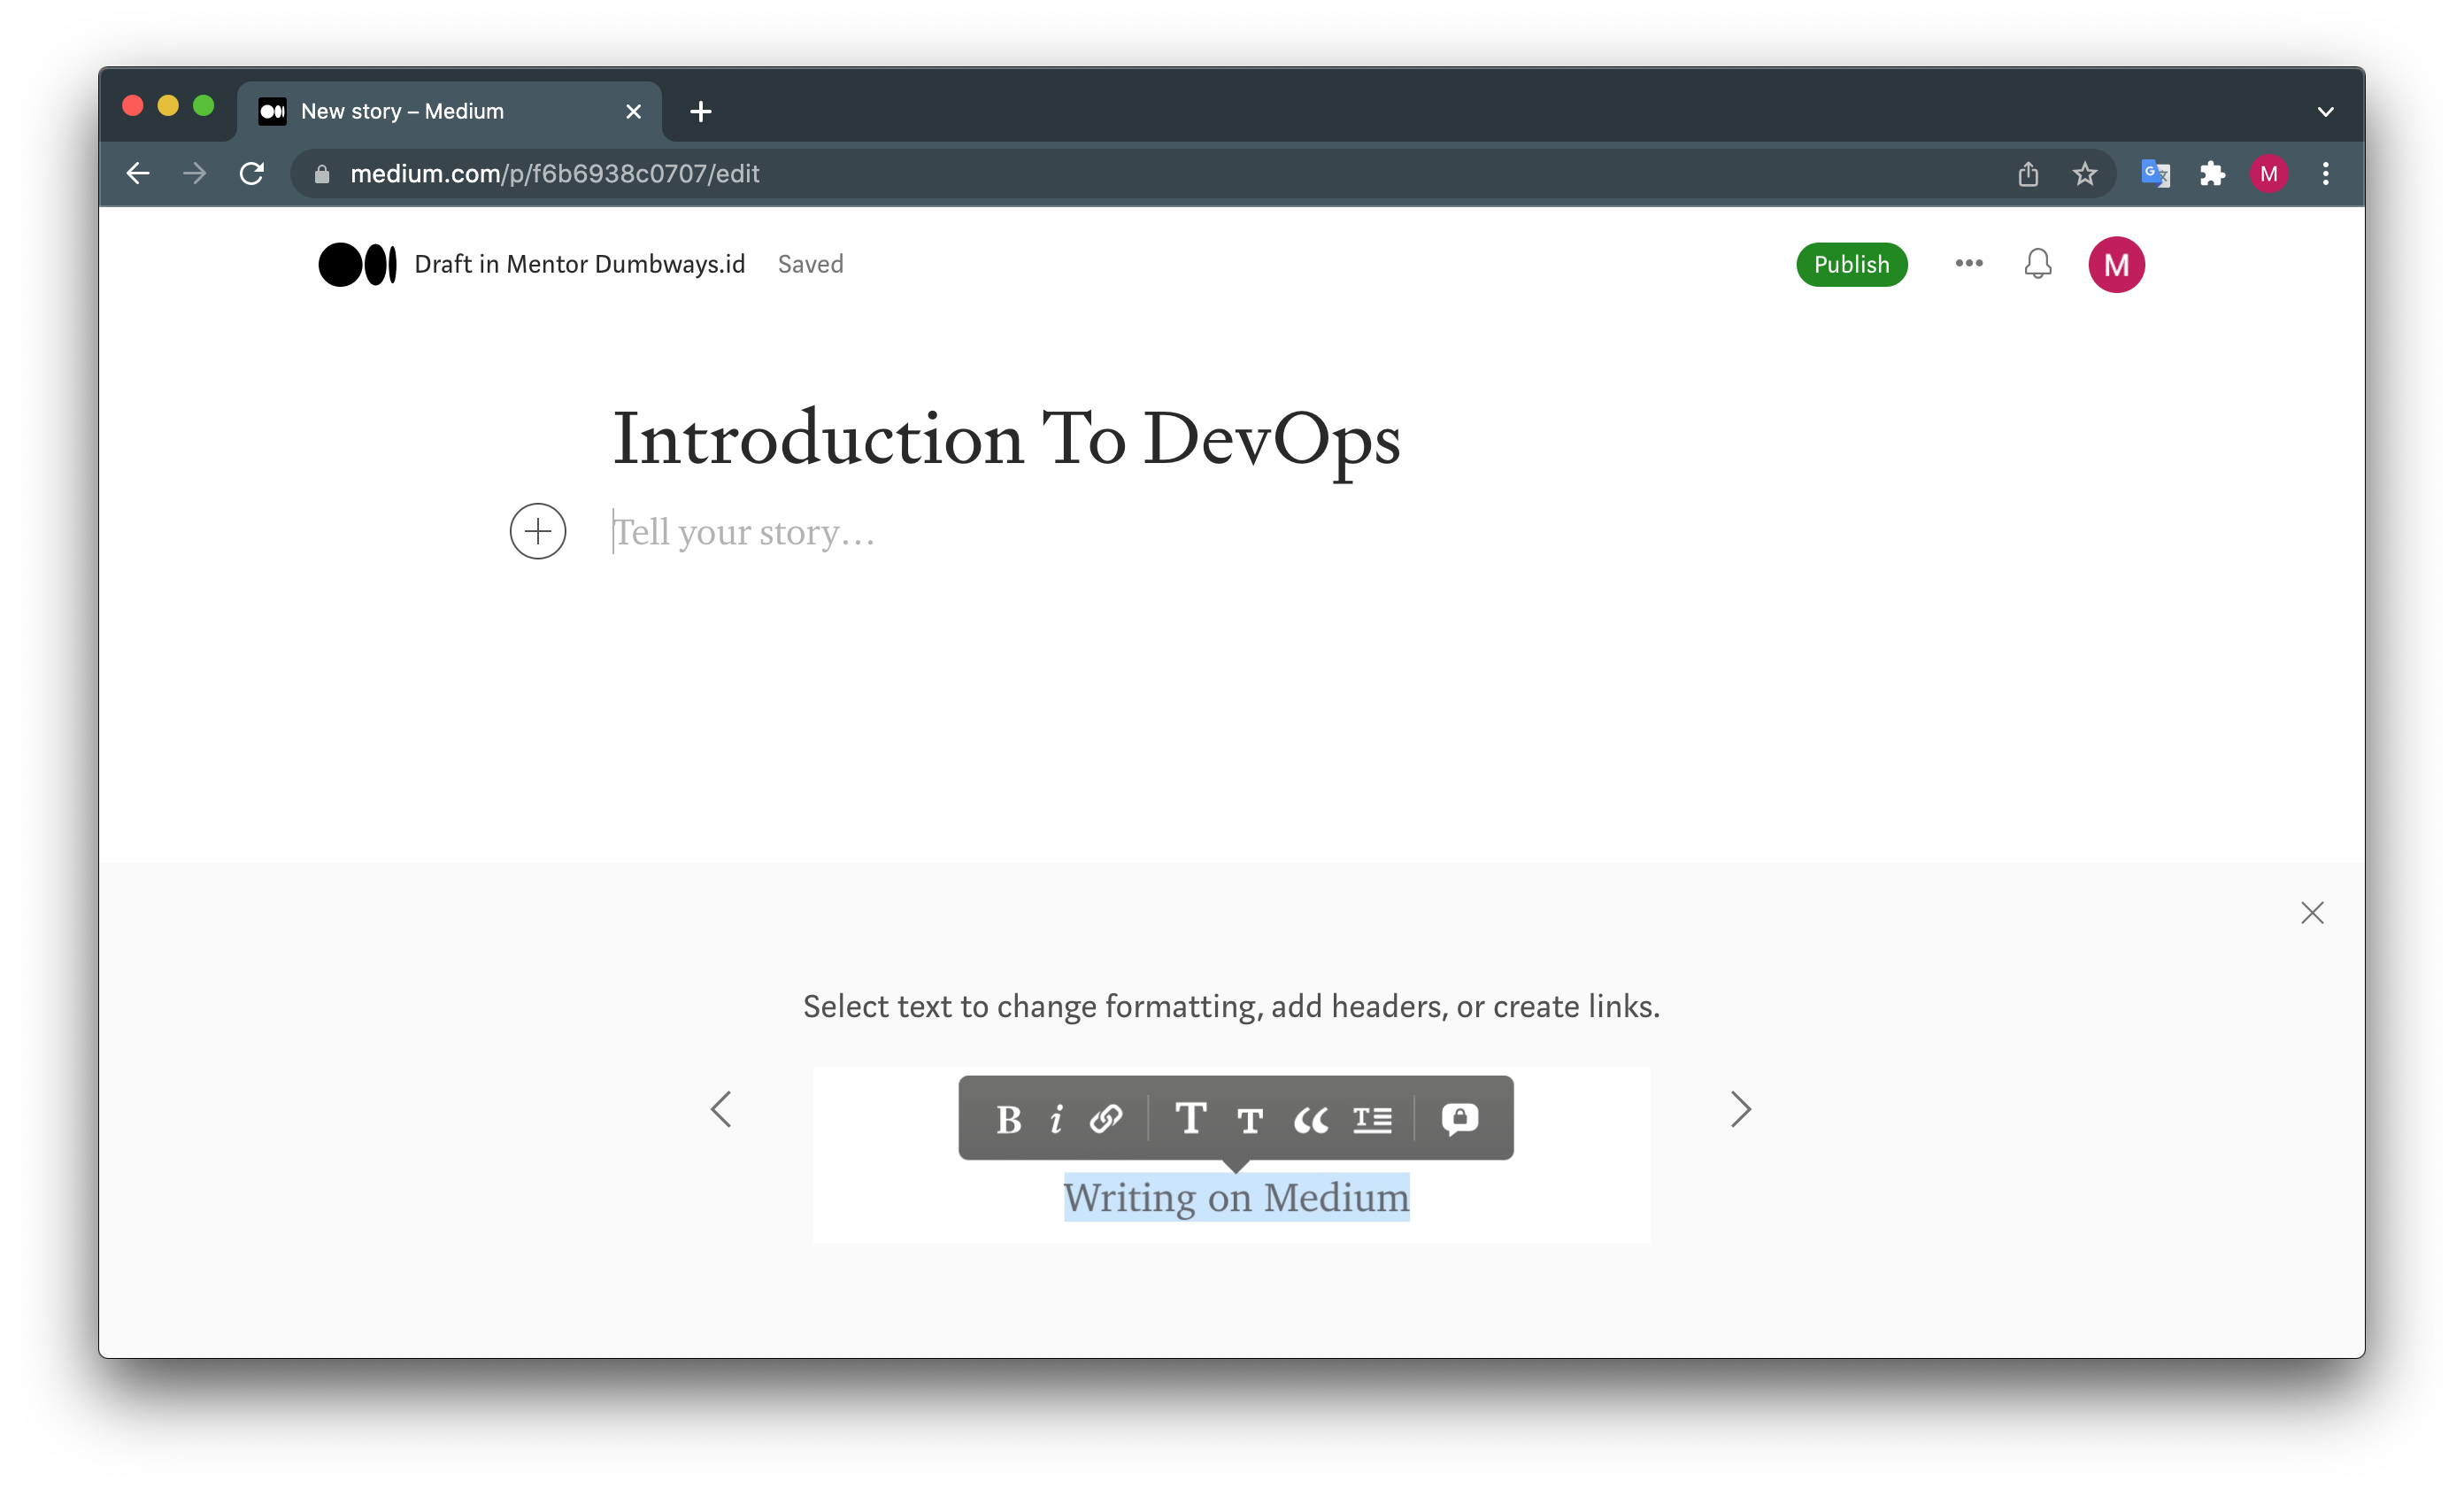 New story – Medium
medium.com/p/f6b6938c0707/edit
M
Draft in Mentor Dumbways.id Saved
Publish
M
Introduction To DevOps
Tell your story…
Select text to change formatting, add headers, or create links.
B i T T “ T
Writing on Medium